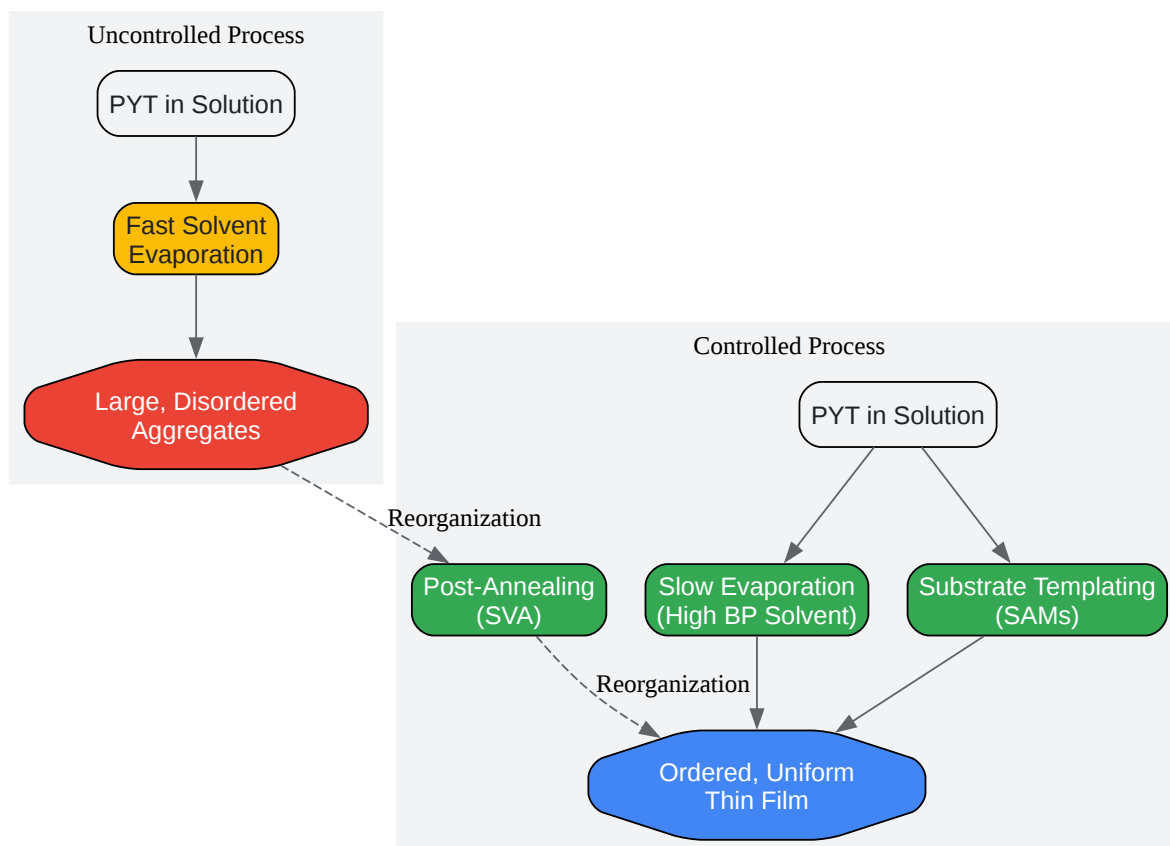 Uncontrolled Process
PYT in Solution
Fast Solvent
Evaporation
Large, Disordered
Aggregates
Controlled Process
PYT in Solution
Reorganization
Post-Annealing
(SVA)
Slow Evaporation
(High BP Solvent)
Substrate Templating
(SAMs)
Reorganization
Ordered, Uniform
Thin Film